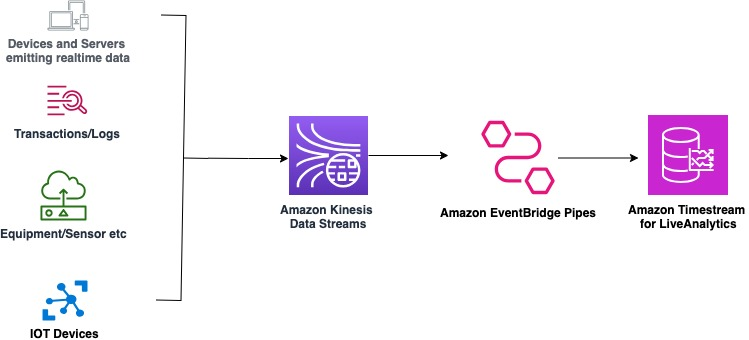 Devices and Servers
emitting realtime data
Transactions/Logs
Equipment/Sensor etc
IOT Devices
Amazon Kinesis
Data Streams
Amazon EventBridge Pipes
Amazon Timestream
for LiveAnalytics